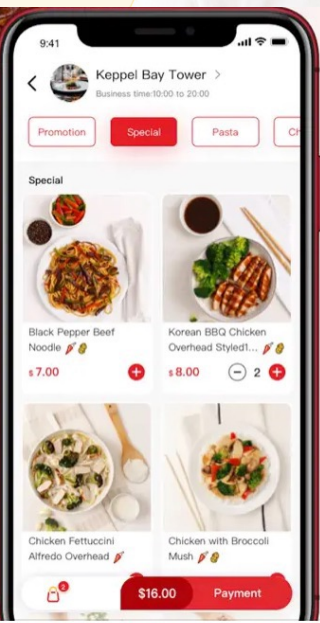 9:41
Keppel Bay Tower >
Business time:10:00 to 20:00
Promotion
Special
Pasta
Ch
Special
Black Pepper Beef
Noodle
$ 7.00
Korean BBQ Chicken
Overhead Styled1...
$ 8.00
2
Chicken Fettuccini
Alfredo Overhead
Chicken with Broccoli
Mush
2
$16.00
Payment